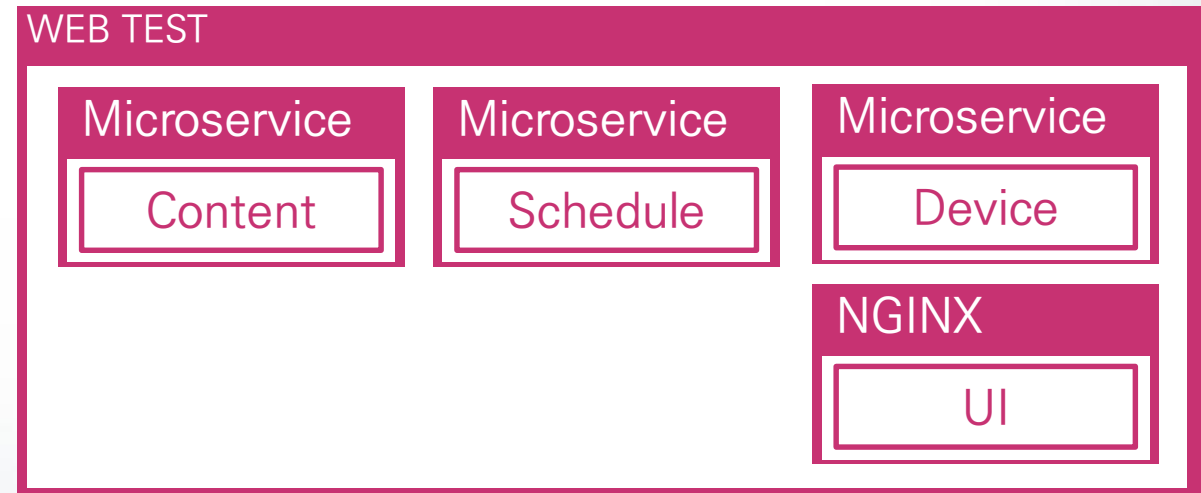 WEB TEST
Microservice
Content
Microservice
Schedule
Microservice
Device
NGINX
UI